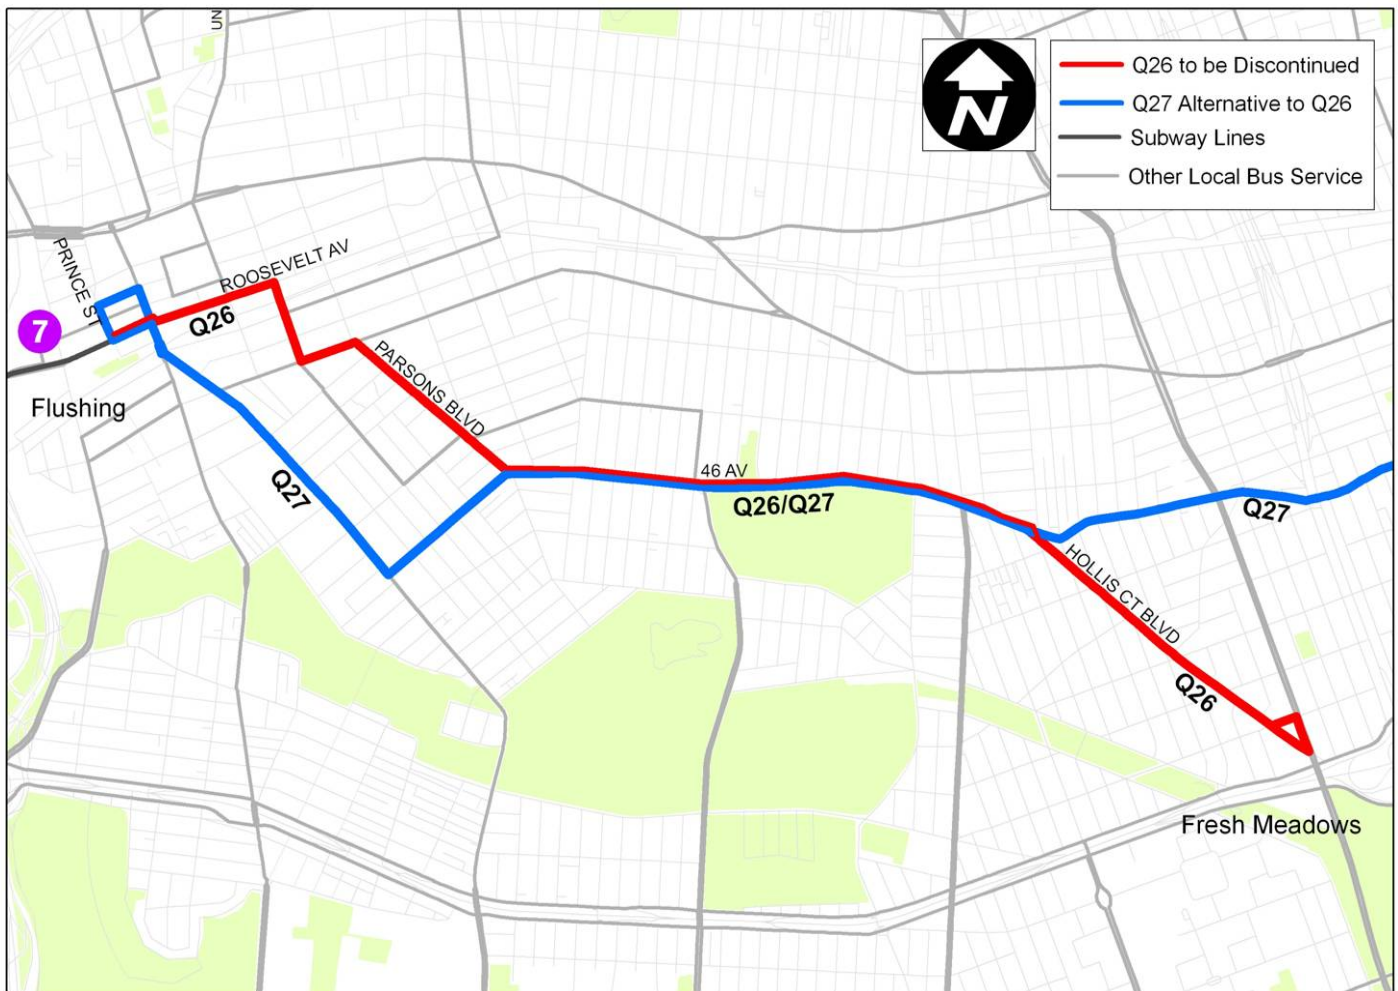 UN
N
Q26 to be Discontinued
Q27 Alternative to Q26
Subway Lines
Other Local Bus Service
PRINCE ST
ROOSEVELT AV
Q26
7
Flushing
PARSONS BLVD
Q27
46 AV
Q26/Q27
Q27
HOLLIS CT BLVD
Q26
Fresh Meadows